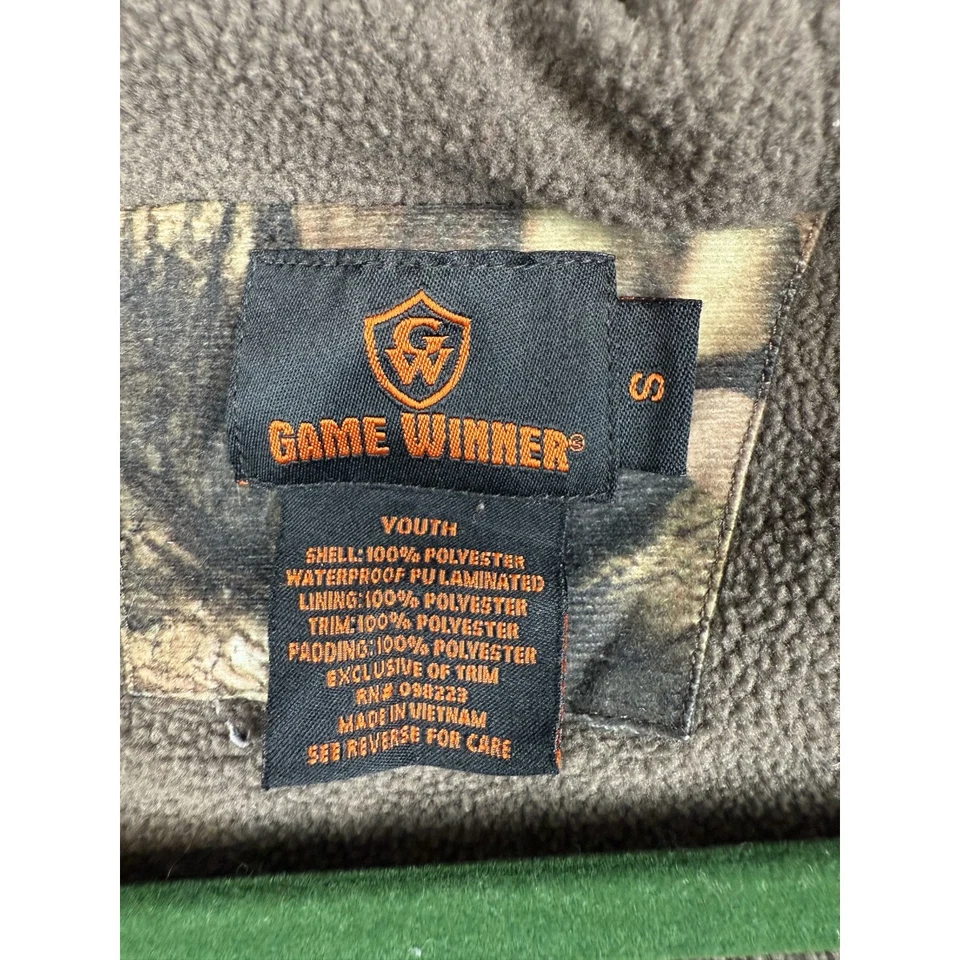 GW
GAME WINNER®
S
YOUTH
SHELL: 100% POLYESTER
WATERPROOF PU LAMINATED
LINING: 100% POLYESTER
TRIM: 100% POLYESTER
PADDING: 100% POLYESTER
EXCLUSIVE OF TRIM
RN# 098223
MADE IN VIETNAM
SEE REVERSE FOR CARE